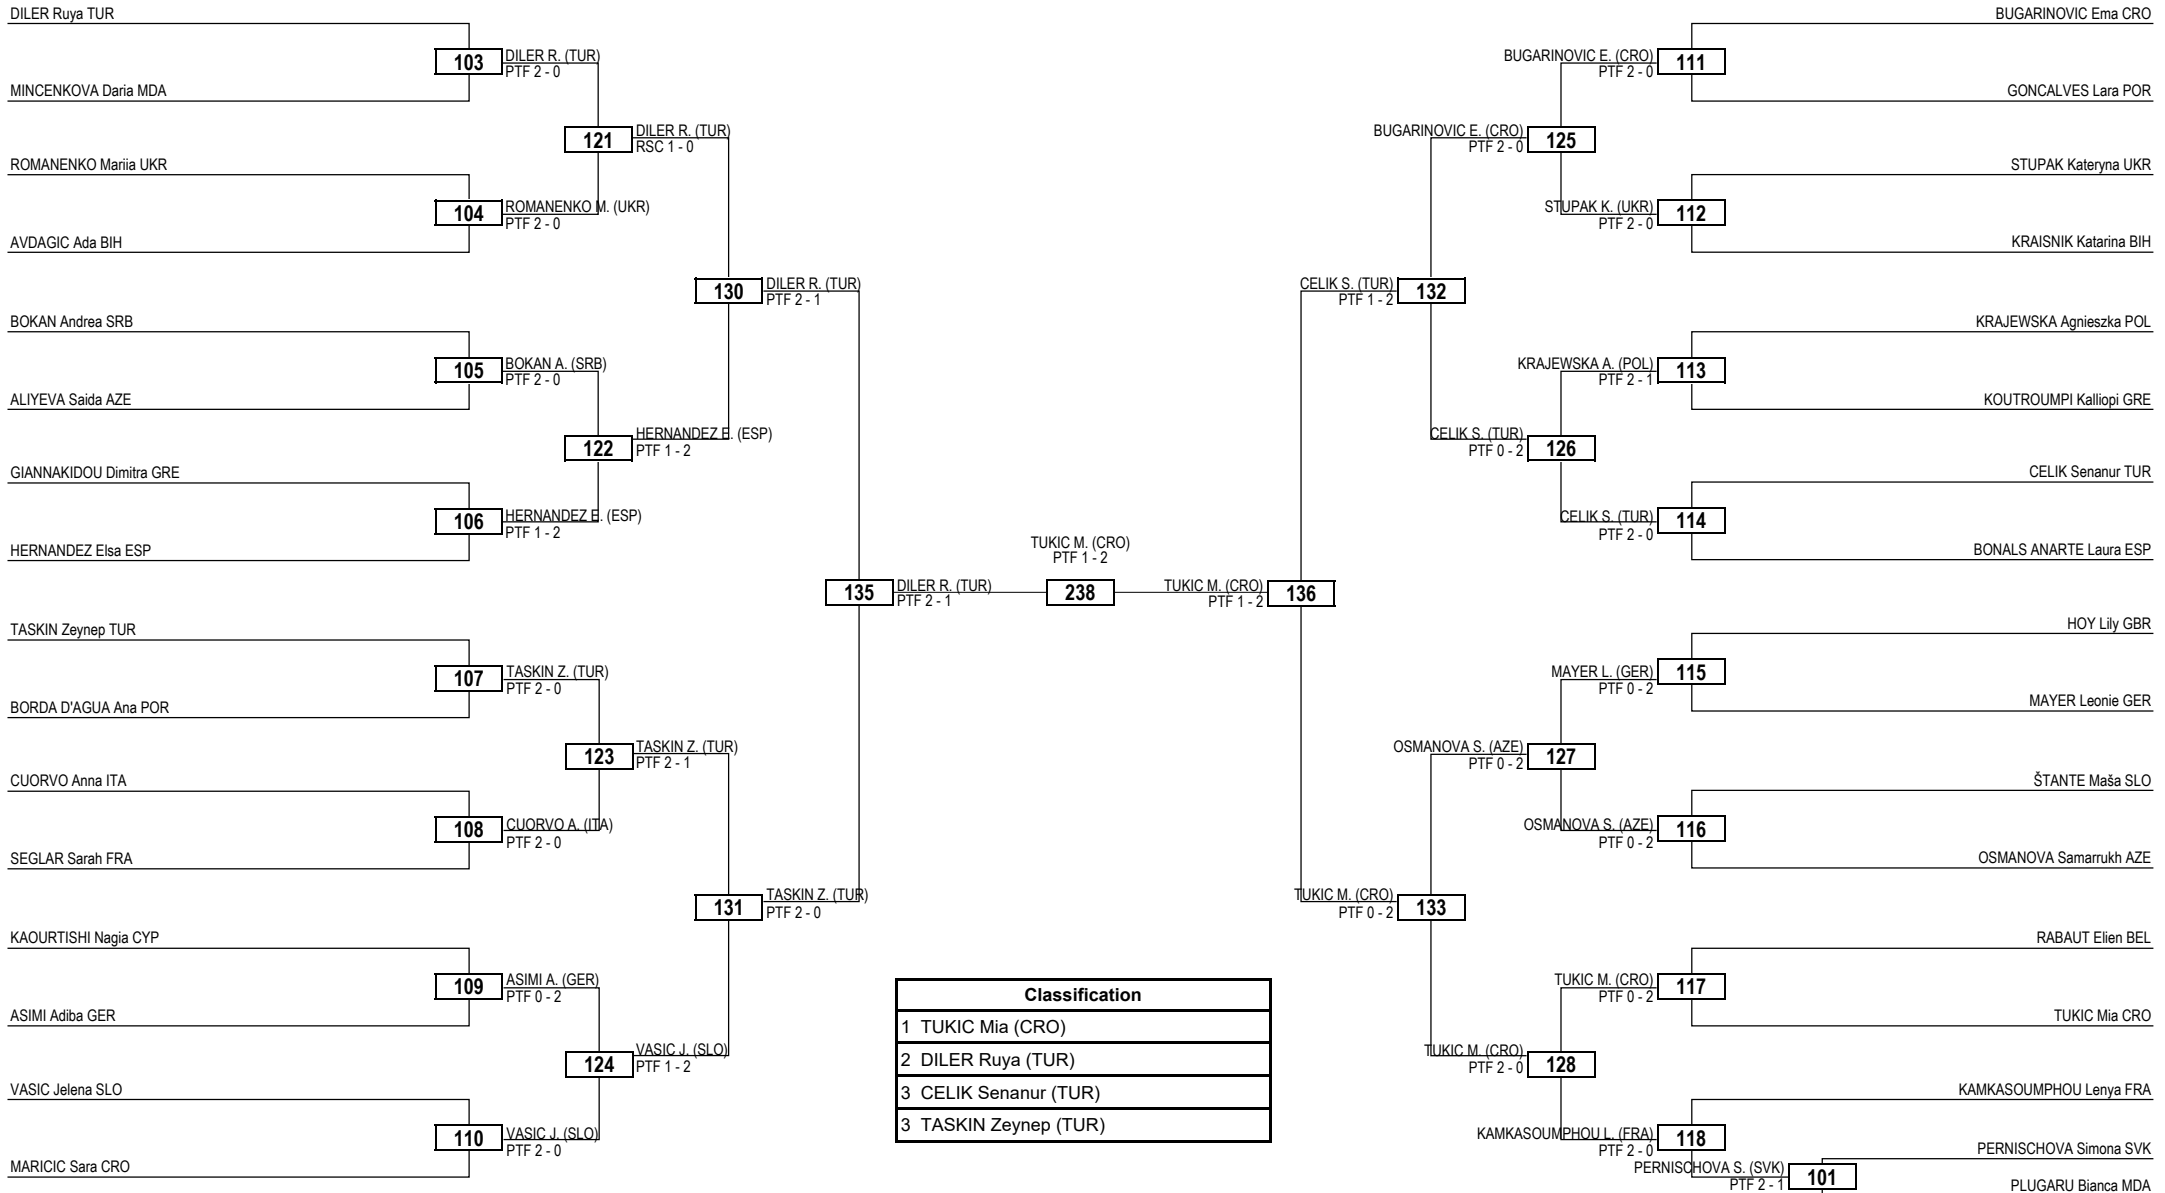 DILER Ruya TUR
103
DILER R. (TUR)
PTF 2 - 0
MINCENKOVA Daria MDA
121
DILER R. (TUR)
RSC 1 - 0
ROMANENKO Mariia UKR
104
ROMANENKO M. (UKR)
PTF 2 - 0
AVDAGIC Ada BIH
130
DILER R. (TUR)
PTF 2 - 1
BOKAN Andrea SRB
105
BOKAN A. (SRB)
PTF 2 - 0
ALIYEVA Saida AZE
122
HERNANDEZ E. (ESP)
PTF 1 - 2
GIANNAKIDOU Dimitra GRE
106
HERNANDEZ E. (ESP)
PTF 1 - 2
HERNANDEZ Elsa ESP
135
DILER R. (TUR)
PTF 2 - 1
TASKIN Zeynep TUR
107
TASKIN Z. (TUR)
PTF 2 - 0
BORDA D'AGUA Ana POR
123
TASKIN Z. (TUR)
PTF 2 - 1
CUORVO Anna ITA
108
CUORVO A. (ITA)
PTF 2 - 0
SEGLAR Sarah FRA
131
TASKIN Z. (TUR)
PTF 2 - 0
KAOURTISHI Nagia CYP
109
ASIMI A. (GER)
PTF 0 - 2
ASIMI Adiba GER
124
VASIC J. (SLO)
PTF 1 - 2
VASIC Jelena SLO
110
VASIC J. (SLO)
PTF 2 - 0
MARICIC Sara CRO
TUKIC M. (CRO)
PTF 1 - 2
238
BUGARINOVIC Ema CRO
BUGARINOVIC E. (CRO)
PTF 2 - 0
111
GONCALVES Lara POR
BUGARINOVIC E. (CRO)
PTF 2 - 0
125
STUPAK Kateryna UKR
STUPAK K. (UKR)
PTF 2 - 0
112
KRAISNIK Katarina BIH
CELIK S. (TUR)
PTF 1 - 2
132
KRAJEWSKA Agnieszka POL
KRAJEWSKA A. (POL)
PTF 2 - 1
113
KOUTROUMPI Kalliopi GRE
CELIK S. (TUR)
PTF 0 - 2
126
CELIK Senanur TUR
CELIK S. (TUR)
PTF 2 - 0
114
BONALS ANARTE Laura ESP
TUKIC M. (CRO)
PTF 1 - 2
136
HOY Lily GBR
MAYER L. (GER)
PTF 0 - 2
115
MAYER Leonie GER
OSMANOVA S. (AZE)
PTF 0 - 2
127
ŠTANTE Maša SLO
OSMANOVA S. (AZE)
PTF 0 - 2
116
OSMANOVA Samarrukh AZE
TUKIC M. (CRO)
PTF 0 - 2
133
RABAUT Elien BEL
TUKIC M. (CRO)
PTF 0 - 2
117
TUKIC Mia CRO
TUKIC M. (CRO)
PTF 2 - 0
128
KAMKASOUMPHOU Lenya FRA
KAMKASOUMPHOU L. (FRA)
PTF 2 - 0
118
PERNISCHOVA Simona SVK
PERNISCHOVA S. (SVK)
PTF 2 - 1
101
PLUGARU Bianca MDA
Classification
1 TUKIC Mia (CRO)
2 DILER Ruya (TUR)
3 CELIK Senanur (TUR)
3 TASKIN Zeynep (TUR)